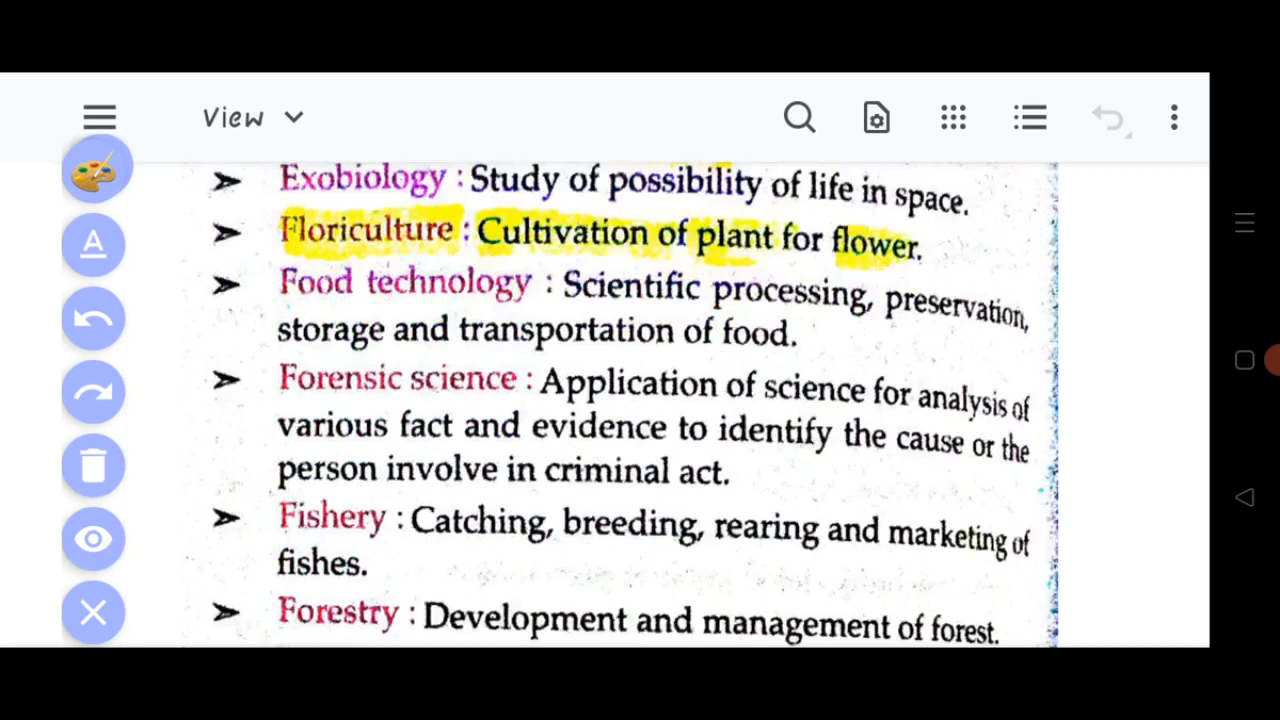 View
➤ Exobiology : Study of possibility of life in space.
➤ Floriculture : Cultivation of plant for flower.
➤ Food technology : Scientific processing, preservation,
storage and transportation of food.
➤ Forensic science : Application of science for analysis of
various fact and evidence to identify the cause or the
person involve in criminal act.
➤ Fishery : Catching, breeding, rearing and marketing of
fishes.
➤ Forestry : Development and management of forest.